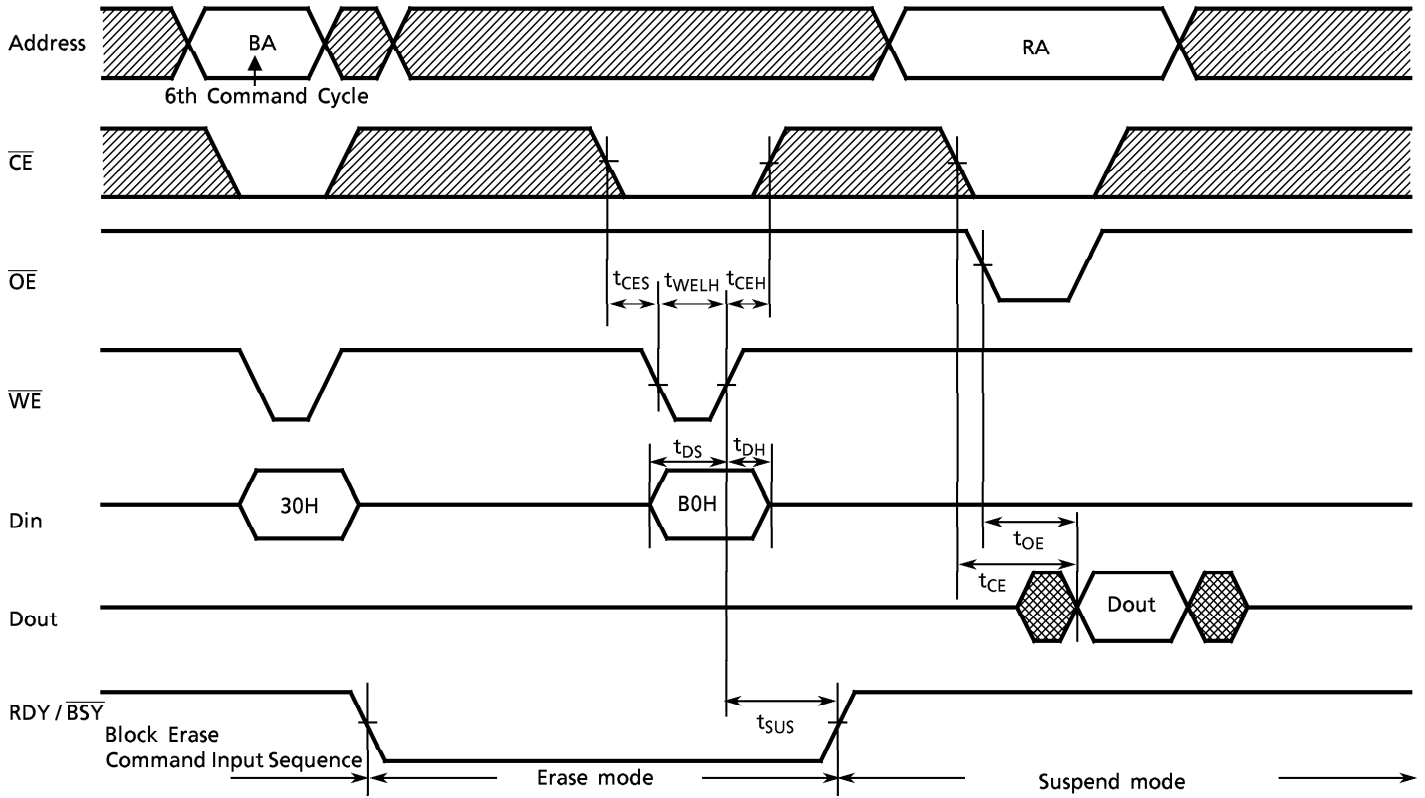 Address
BA
RA
6th Command Cycle
CE
OE
tCES tWELH tCEH
WE
tDS tDH
Din
30H
B0H
tOE
tCE
Dout
Dout
RDY / BSY
tSUS
Block Erase
Command Input Sequence
Erase mode
Suspend mode